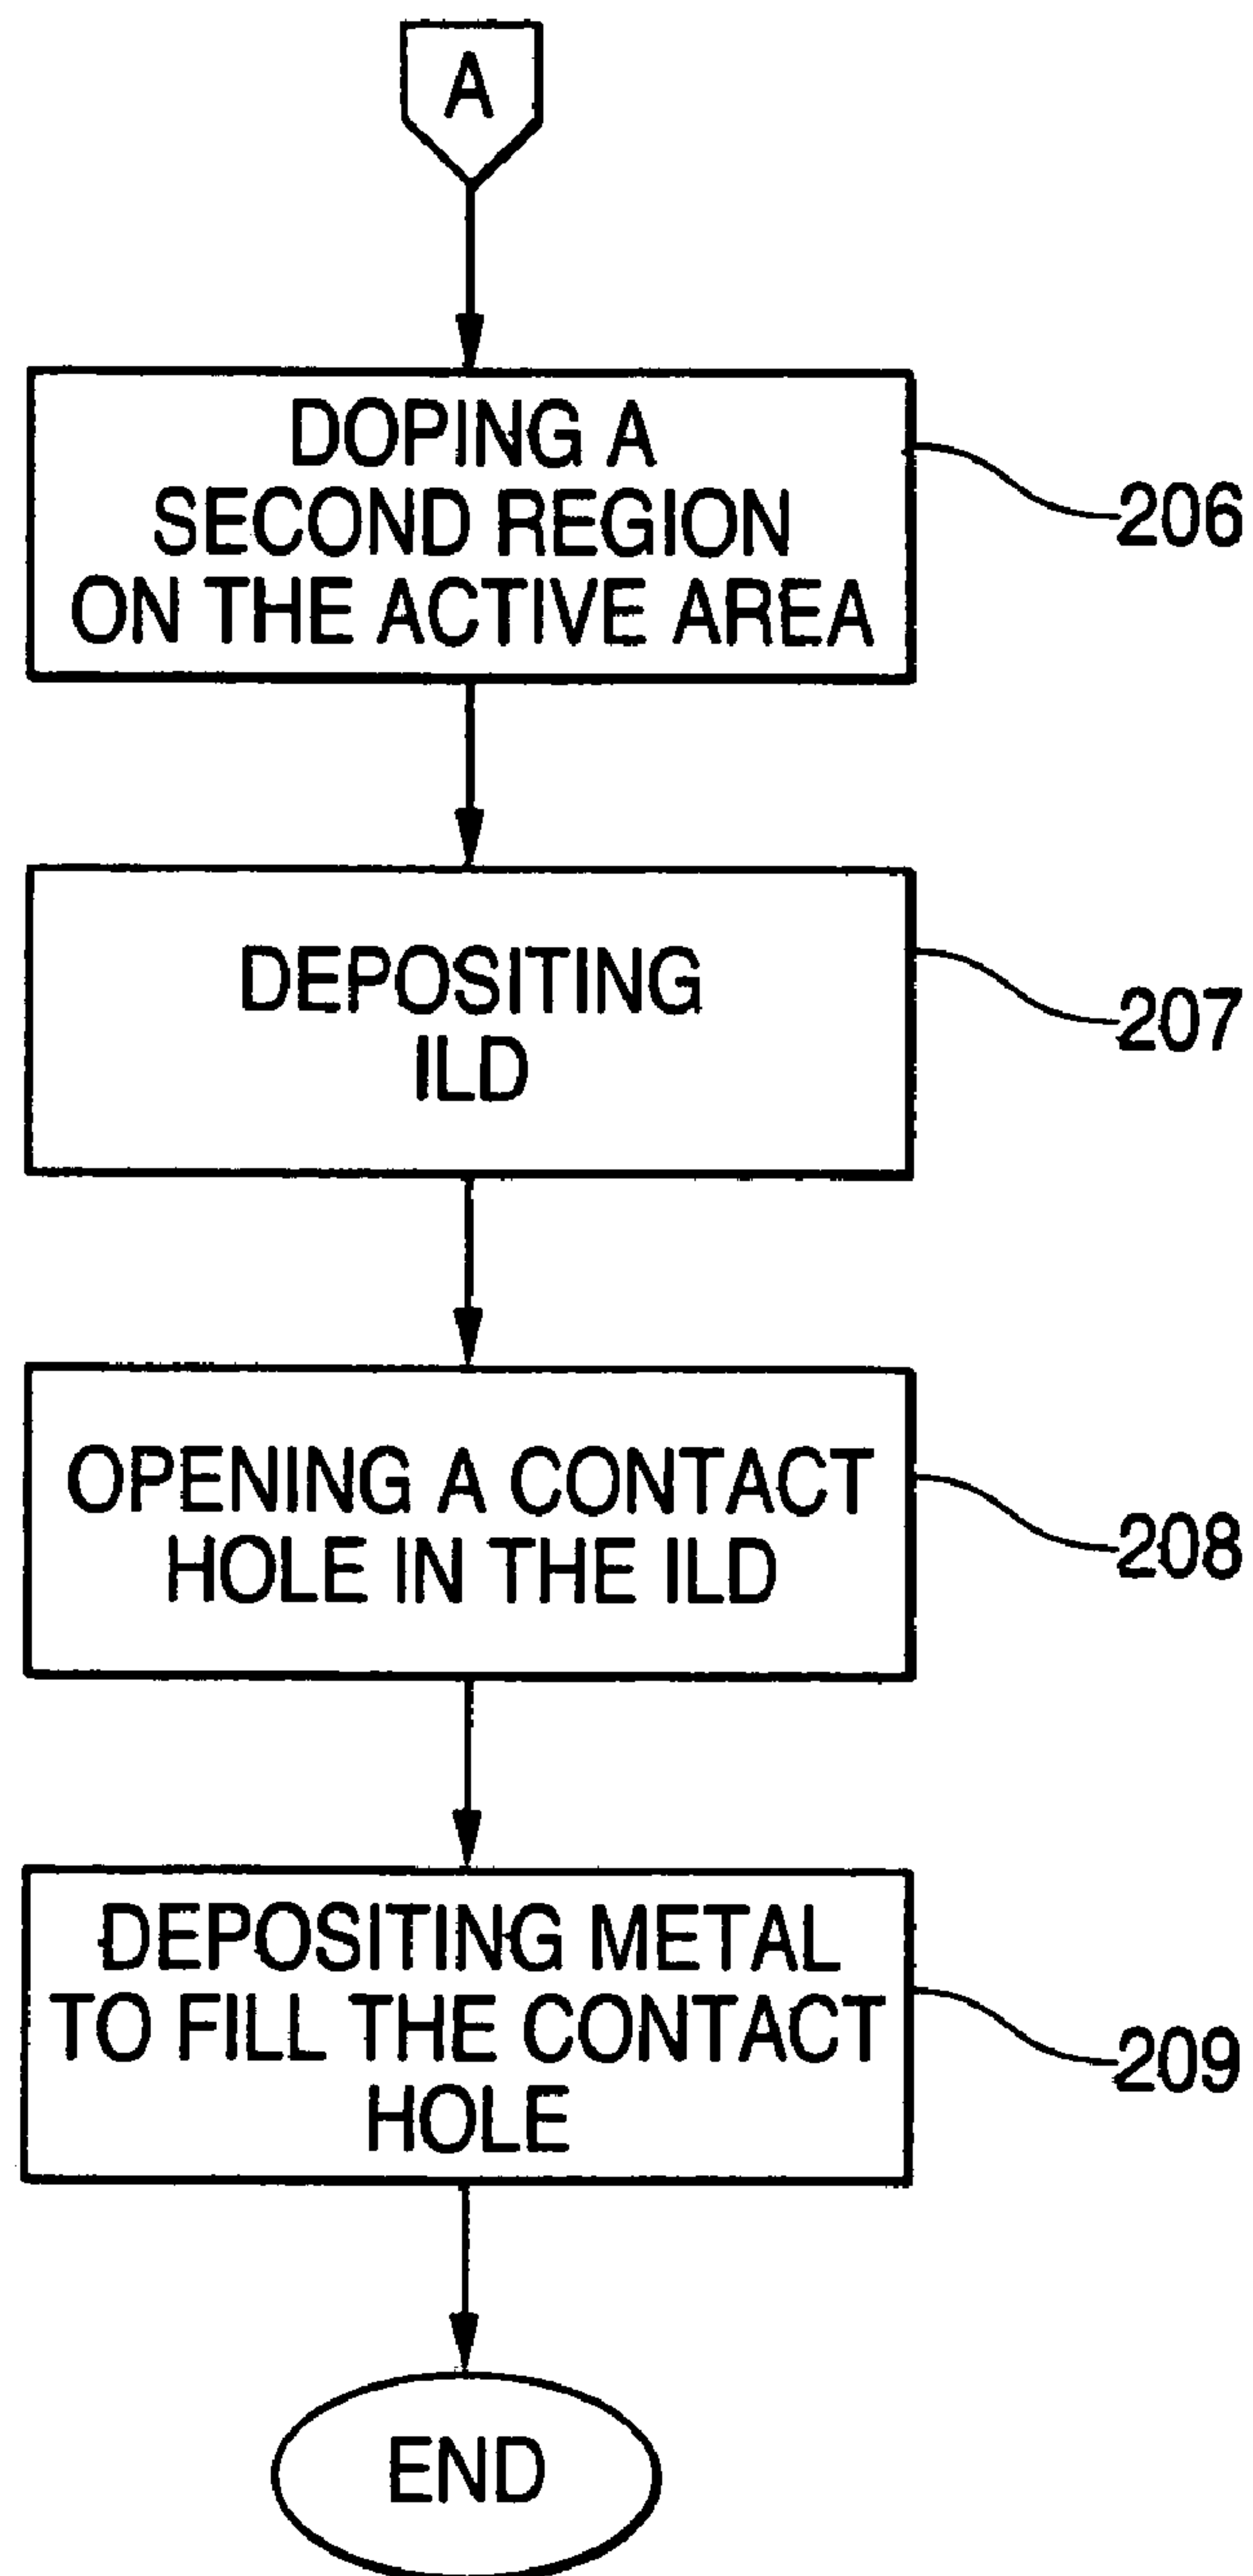 A
DOPING A
SECOND REGION
ON THE ACTIVE AREA
206
DEPOSITING
ILD
207
OPENING A CONTACT
HOLE IN THE ILD
208
DEPOSITING METAL
TO FILL THE CONTACT
HOLE
209
END